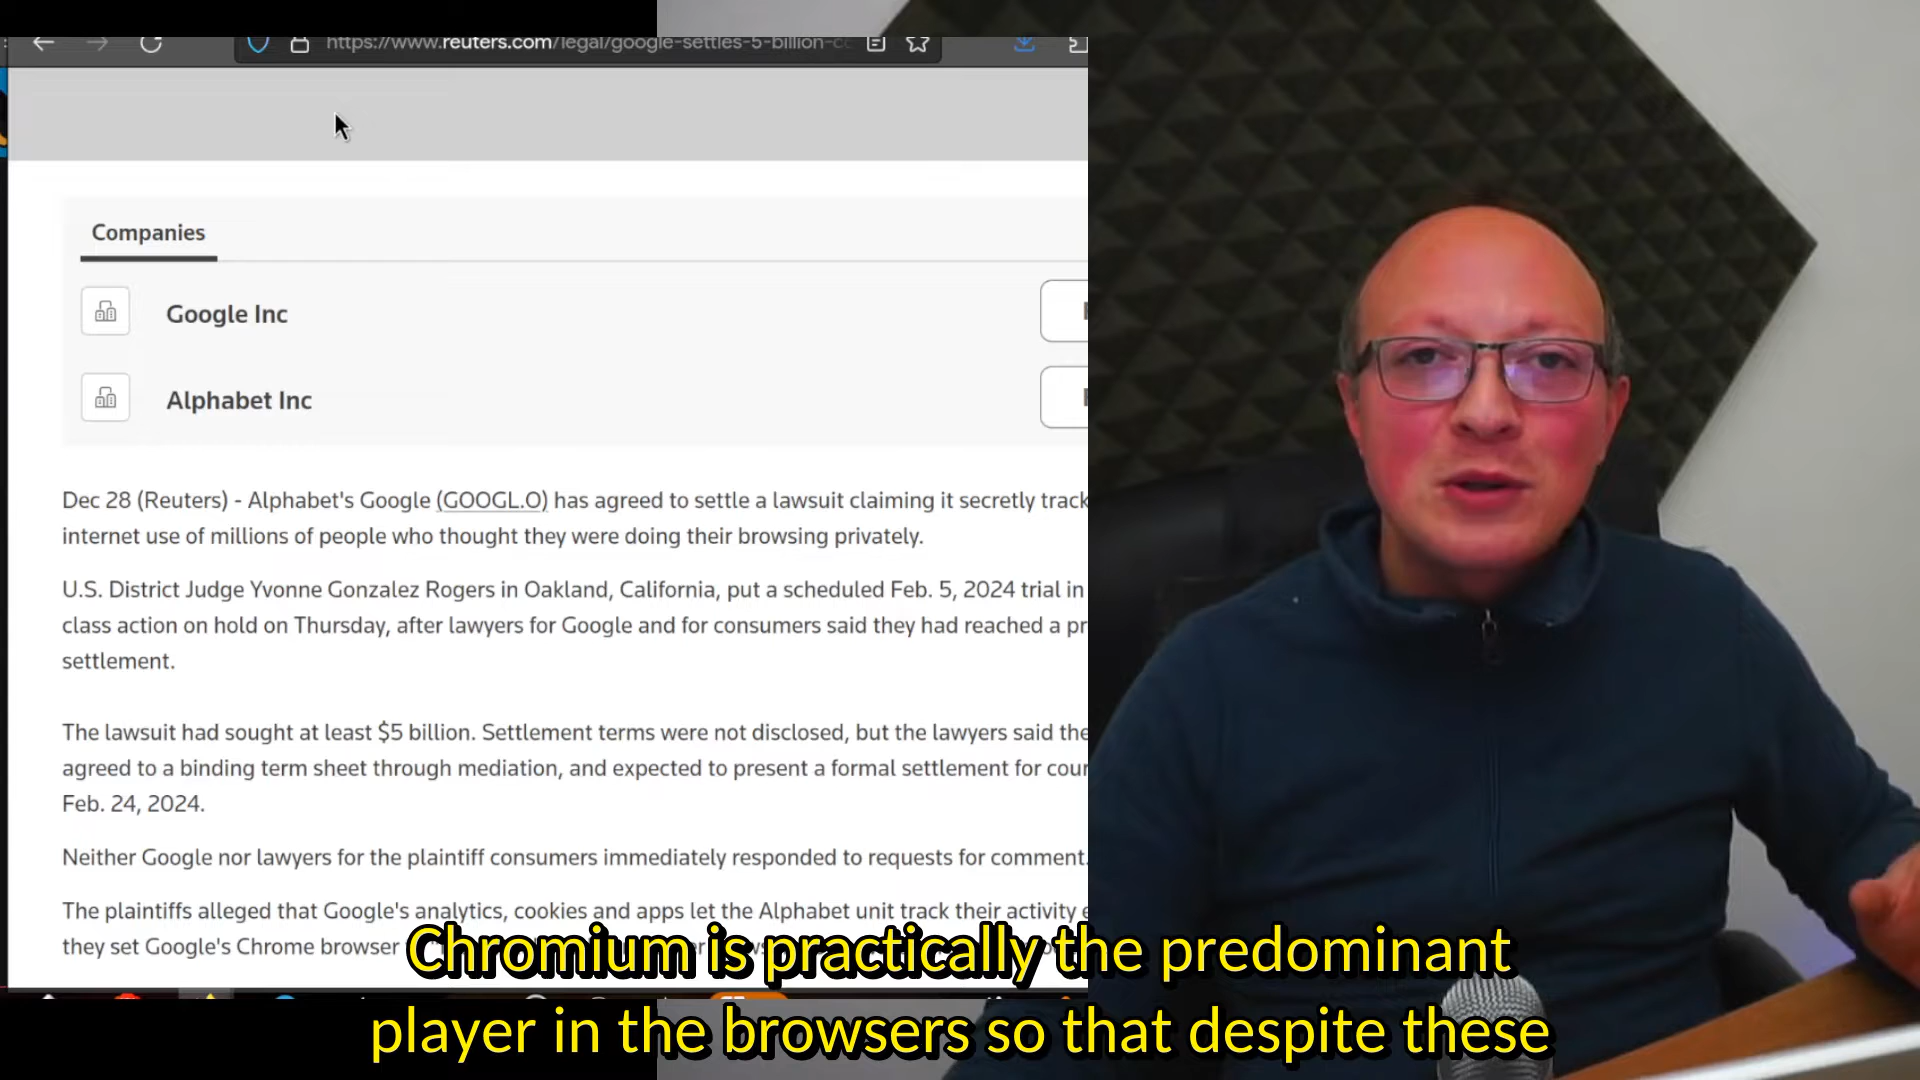 https://www.reuters.com/legal/google-settles-5-billion-c
Companies
Google Inc
Alphabet Inc
Dec 28 (Reuters) - Alphabet's Google (GOOGL.O) has agreed to settle a lawsuit claiming it secretly track
internet use of millions of people who thought they were doing their browsing privately.
U.S. District Judge Yvonne Gonzalez Rogers in Oakland, California, put a scheduled Feb. 5, 2024 trial in
class action on hold on Thursday, after lawyers for Google and for consumers said they had reached a pr
settlement.
The lawsuit had sought at least $5 billion. Settlement terms were not disclosed, but the lawyers said the
agreed to a binding term sheet through mediation, and expected to present a formal settlement for cour
Feb. 24, 2024.
Neither Google nor lawyers for the plaintiff consumers immediately responded to requests for comment.
The plaintiffs alleged that Google's analytics, cookies and apps let the Alphabet unit track their activity e
they set Google's Chrome browser
Chromium is practically the predominant
player in the browsers so that despite these